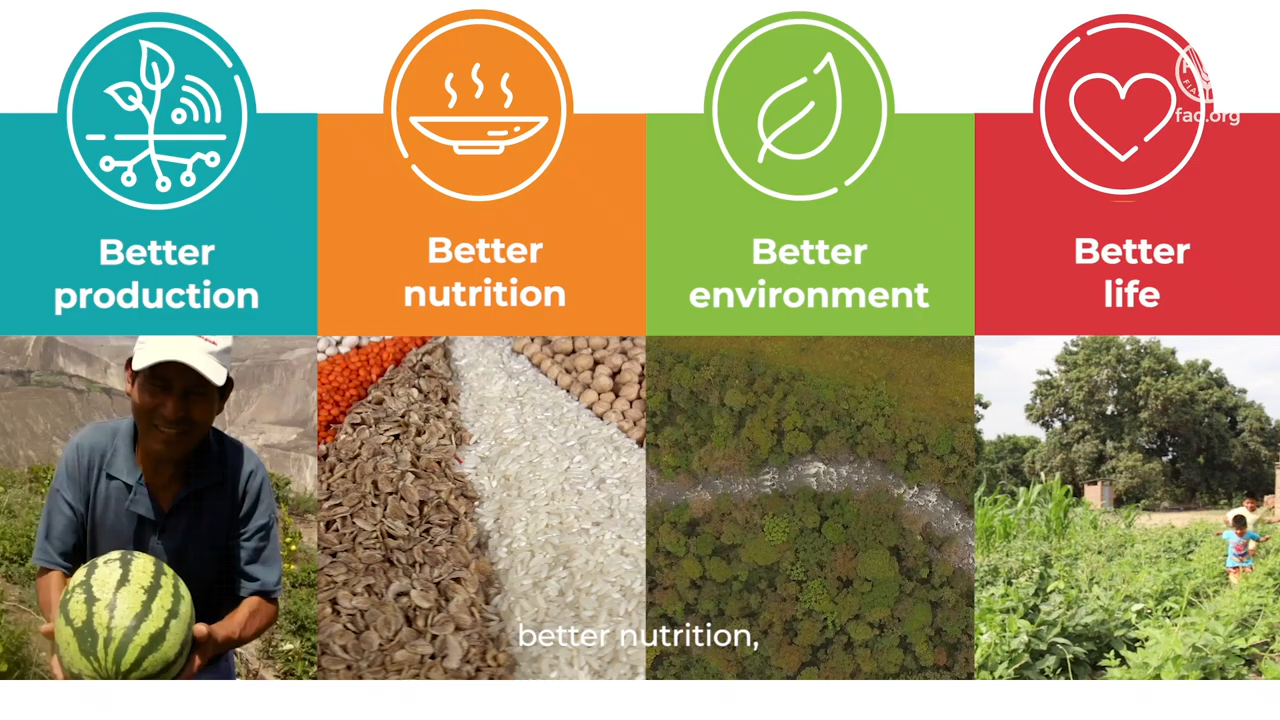 Better
production
Better
nutrition
Better
environment
Better
life
fao.org
better nutrition,